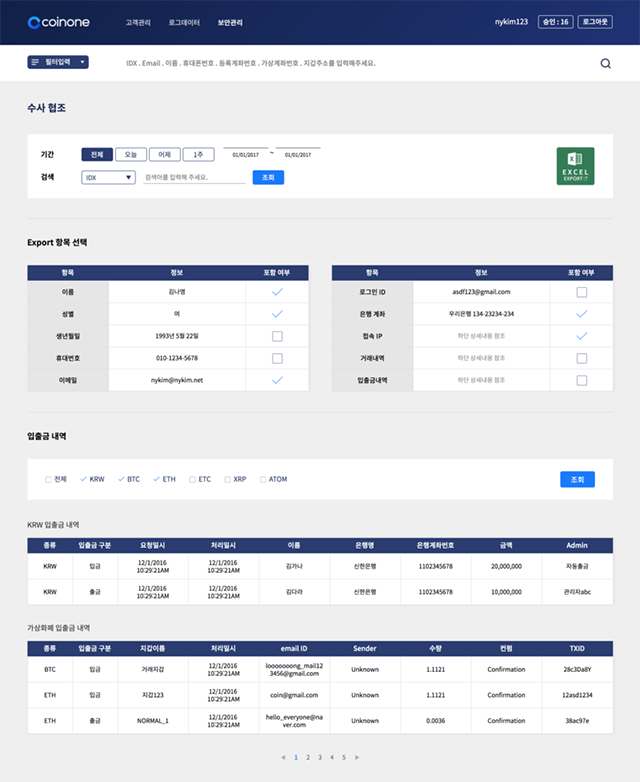 coinone 고객관리 로그데이터 보안관리 nykim123 승인 : 16 로그아웃
필터입력 IDX . Email . 이름 . 휴대폰번호 . 등록계좌번호 . 가상계좌번호 . 지갑주소를 입력해주세요.
수사 협조
기간 전체 오늘 어제 1주 01/01/2017 ~ 01/01/2017
검색 IDX 검색어를 입력해 주세요. 조회
EXCEL
EXPORT
Export 항목 선택
항목 정보 포함 여부
이름 김나영
성별 여
생년월일 1993년 5월 22일
휴대번호 010-1234-5678
이메일 nykim@nykim.net
항목 정보 포함 여부
로그인 ID asdf123@gmail.com
은행 계좌 우리은행 134-23234-234
접속 IP 하단 상세내용 참조
거래내역 하단 상세내용 참조
입출금내역 하단 상세내용 참조
입출금 내역
전체 KRW BTC ETH ETC XRP ATOM 조회
KRW 입출금 내역
종류 입출금 구분 요청일시 처리일시 이름 은행명 은행계좌번호 금액 Admin
KRW 입금 12/1/2016 10:29:21AM 12/1/2016 10:29:21AM 김가나 신한은행 1102345678 20,000,000 자동출금
KRW 출금 12/1/2016 10:29:21AM 12/1/2016 10:29:21AM 김다라 신한은행 1102345678 10,000,000 관리자abc
가상화폐 입출금 내역
종류 입출금 구분 지갑이름 처리일시 email ID Sender 수량 컨펌 TXID
BTC 입금 거래지갑 12/1/2016 10:29:21AM looooooong_mail123456@gmail.com Unknown 1.1121 Confirmation 28c3Da8Y
ETH 입금 지갑123 12/1/2016 10:29:21AM coin@gmail.com Unknown 1.1121 Confirmation 12asd1234
ETH 출금 NORMAL_1 12/1/2016 10:29:21AM hello_everyone@naver.com Unknown 0.0036 Confirmation 38ac97e
1 2 3 4 5